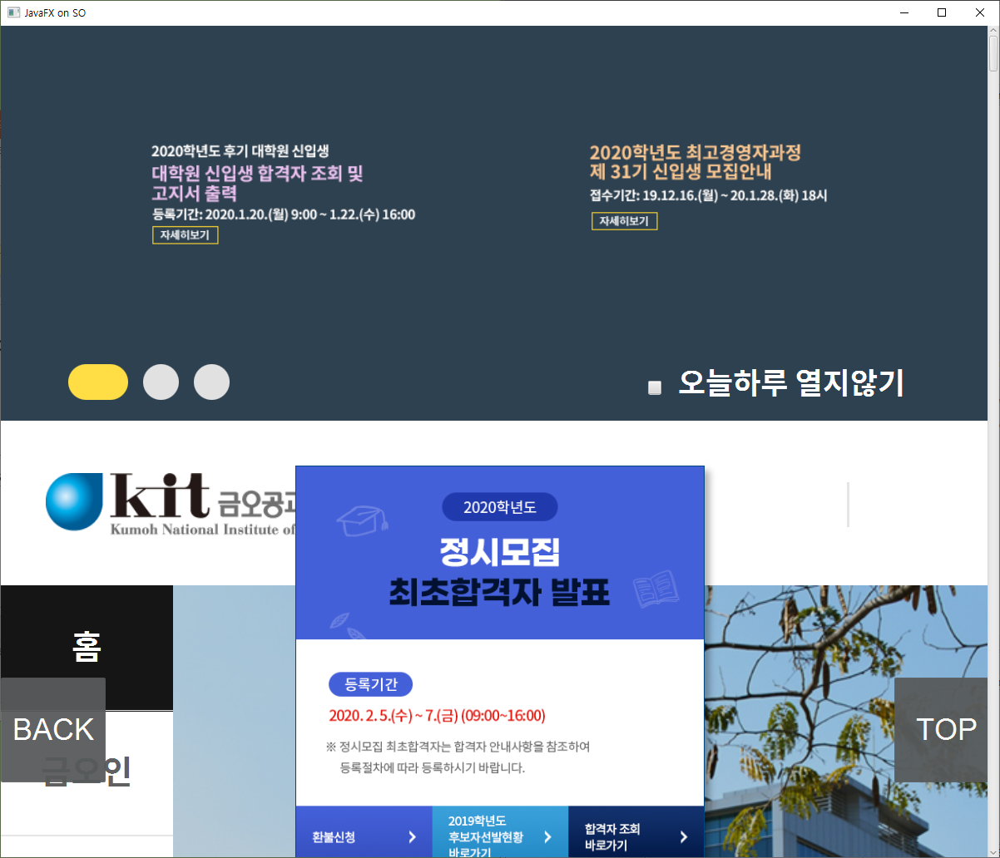 JavaFX on SO
2020학년도 후기 대학원 신입생
대학원 신입생 합격자 조회 및
고지서 출력
등록기간: 2020.1.20.(월) 9:00 ~ 1.22.(수) 16:00
자세히보기
2020학년도 최고경영자과정
제 31기 신입생 모집안내
접수기간: 19.12.16.(월) ~ 20.1.28.(화) 18시
자세히보기
오늘하루 열지않기
kit 금오공고
Kumoh National Institute of
2020학년도
정시모집
최초합격자 발표
홈
BACK
금오인
등록기간
2020. 2. 5.(수) ~ 7.(금) (09:00~16:00)
※ 정시모집 최초합격자는 합격자 안내사항을 참조하여
등록절차에 따라 등록하시기 바랍니다.
TOP
환불신청
2019학년도
후보자선발현황
바로가기
합격자 조회
바로가기